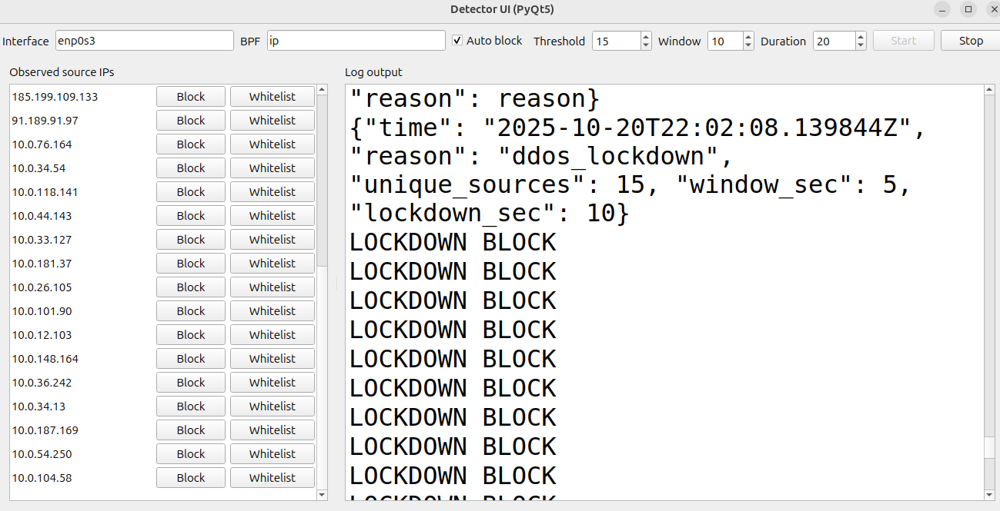 Detector UI (PyQt5)
Interface enp0s3 BPF ip Auto block Threshold 15 Window 10 Duration 20 Start Stop
Observed source IPs
185.199.109.133 Block Whitelist
91.189.91.97 Block Whitelist
10.0.76.164 Block Whitelist
10.0.34.54 Block Whitelist
10.0.118.141 Block Whitelist
10.0.44.143 Block Whitelist
10.0.33.127 Block Whitelist
10.0.181.37 Block Whitelist
10.0.26.105 Block Whitelist
10.0.101.90 Block Whitelist
10.0.12.103 Block Whitelist
10.0.148.164 Block Whitelist
10.0.36.242 Block Whitelist
10.0.34.13 Block Whitelist
10.0.187.169 Block Whitelist
10.0.54.250 Block Whitelist
10.0.104.58 Block Whitelist
Log output
"reason": reason}
{"time": "2025-10-20T22:02:08.139844Z",
"reason": "ddos_lockdown",
"unique_sources": 15, "window_sec": 5,
"lockdown_sec": 10}
LOCKDOWN BLOCK
LOCKDOWN BLOCK
LOCKDOWN BLOCK
LOCKDOWN BLOCK
LOCKDOWN BLOCK
LOCKDOWN BLOCK
LOCKDOWN BLOCK
LOCKDOWN BLOCK
LOCKDOWN BLOCK